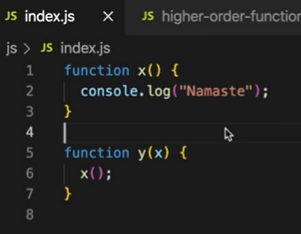 JS index.js × JS higher-order-function
js > JS index.js
1 function x() {
2 console.log("Namaste");
3 }
4
5 function y(x) {
6 x();
7 }
8